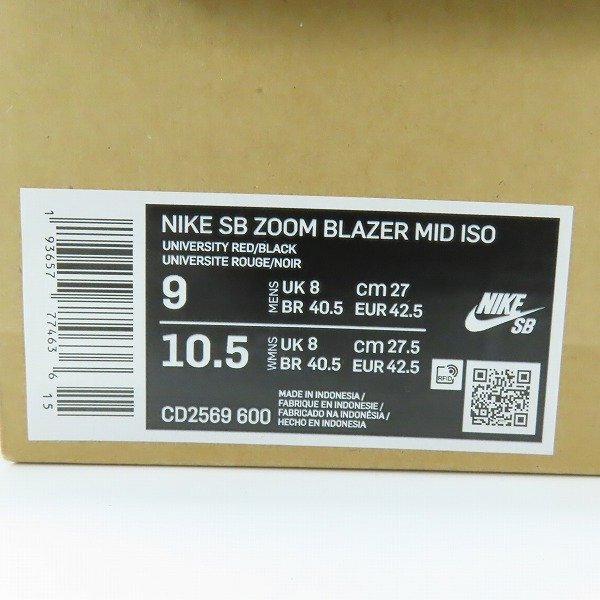 1 93657 77463 6 15
NIKE SB ZOOM BLAZER MID ISO
UNIVERSITY RED/BLACK
UNIVERSITE ROUGE/NOIR
9 MENS UK 8 CM 27
BR 40.5 EUR 42.5
10.5 WMNS UK 8 CM 27.5
BR 40.5 EUR 42.5
CD2569 600
MADE IN INDONESIA/
FABRIQUE EN INDONESIE/
FABRICADO NA INDONÉSIA/
HECHO EN INDONESIA
NIKE
SB
RFID